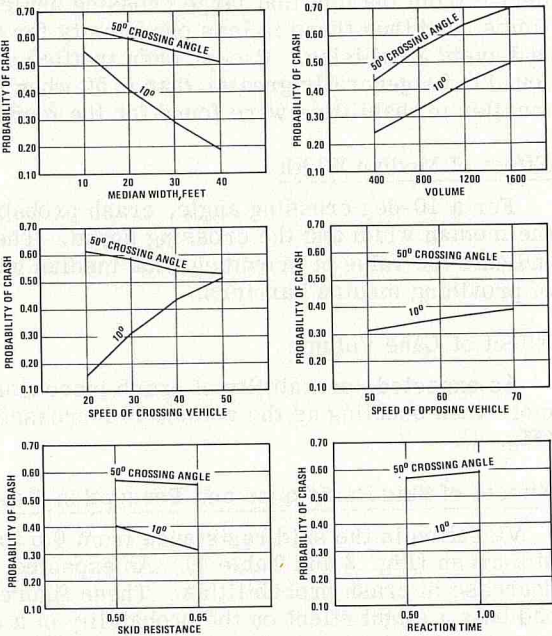 PROBABILITY OF CRASH
0.70
0.60
0.50
0.40
0.30
0.20
0.10
50° CROSSING ANGLE
10°
10 20 30 40
MEDIAN WIDTH, FEET
PROBABILITY OF CRASH
0.70
0.60
0.50
0.40
0.30
0.20
0.10
50° CROSSING ANGLE
10°
400 800 1200 1600
VOLUME
PROBABILITY OF CRASH
0.70
0.60
0.50
0.40
0.30
0.20
0.10
50° CROSSING ANGLE
10°
20 30 40 50
SPEED OF CROSSING VEHICLE
PROBABILITY OF CRASH
0.70
0.60
0.50
0.40
0.30
0.20
0.10
50° CROSSING ANGLE
10°
50 60 70
SPEED OF OPPOSING VEHICLE
PROBABILITY OF CRASH
0.70
0.60
0.50
0.40
0.30
0.20
0.10
50° CROSSING ANGLE
10°
0.50 0.65
SKID RESISTANCE
PROBABILITY OF CRASH
0.70
0.60
0.50
0.40
0.30
0.20
0.10
50° CROSSING ANGLE
10°
0.50 1.00
REACTION TIME